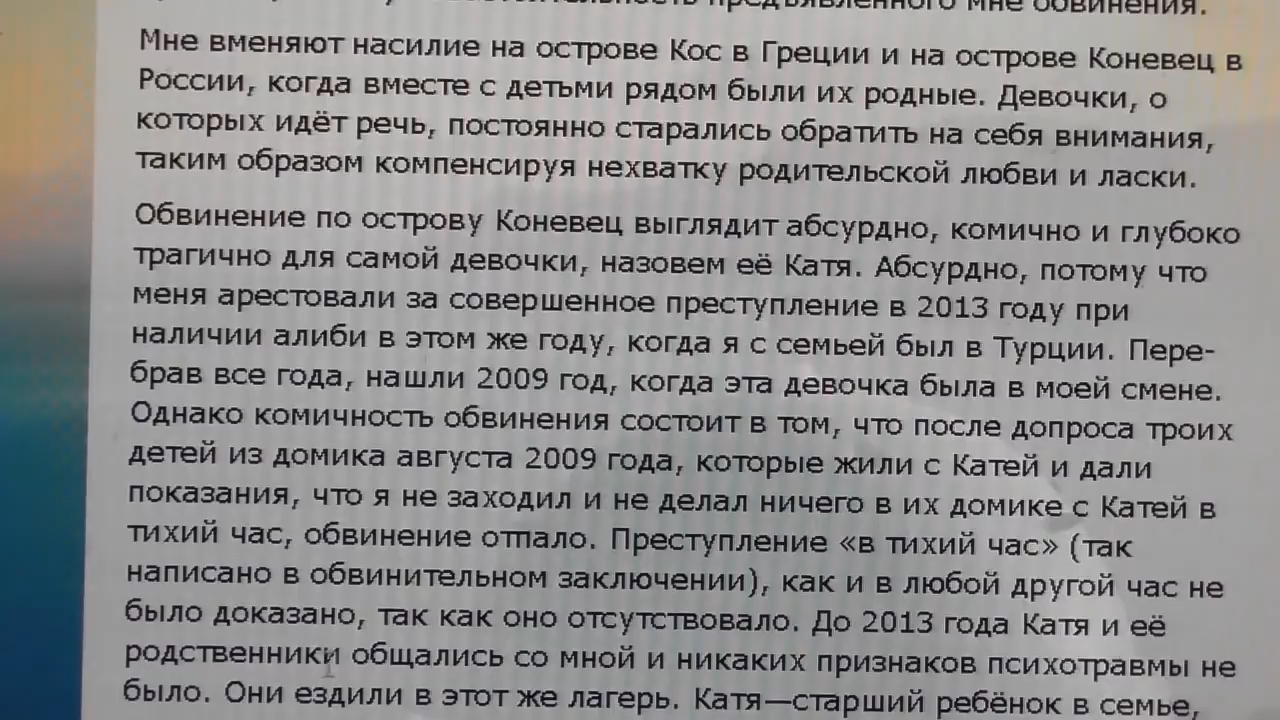 предъявленного мне обвинения.
Мне вменяют насилие на острове Кос в Греции и на острове Коневец в
России, когда вместе с детьми рядом были их родные. Девочки, о
которых идёт речь, постоянно старались обратить на себя внимания,
таким образом компенсируя нехватку родительской любви и ласки.
Обвинение по острову Коневец выглядит абсурдно, комично и глубоко
трагично для самой девочки, назовем её Катя. Абсурдно, потому что
меня арестовали за совершенное преступление в 2013 году при
наличии алиби в этом же году, когда я с семьей был в Турции. Пере-
брав все года, нашли 2009 год, когда эта девочка была в моей смене.
Однако комичность обвинения состоит в том, что после допроса троих
детей из домика августа 2009 года, которые жили с Катей и дали
показания, что я не заходил и не делал ничего в их домике с Катей в
тихий час, обвинение отпало. Преступление «в тихий час» (так
написано в обвинительном заключении), как и в любой другой час не
было доказано, так как оно отсутствовало. До 2013 года Катя и её
родственники общались со мной и никаких признаков психотравмы не
было. Они ездили в этот же лагерь. Катя—старший ребёнок в семье,